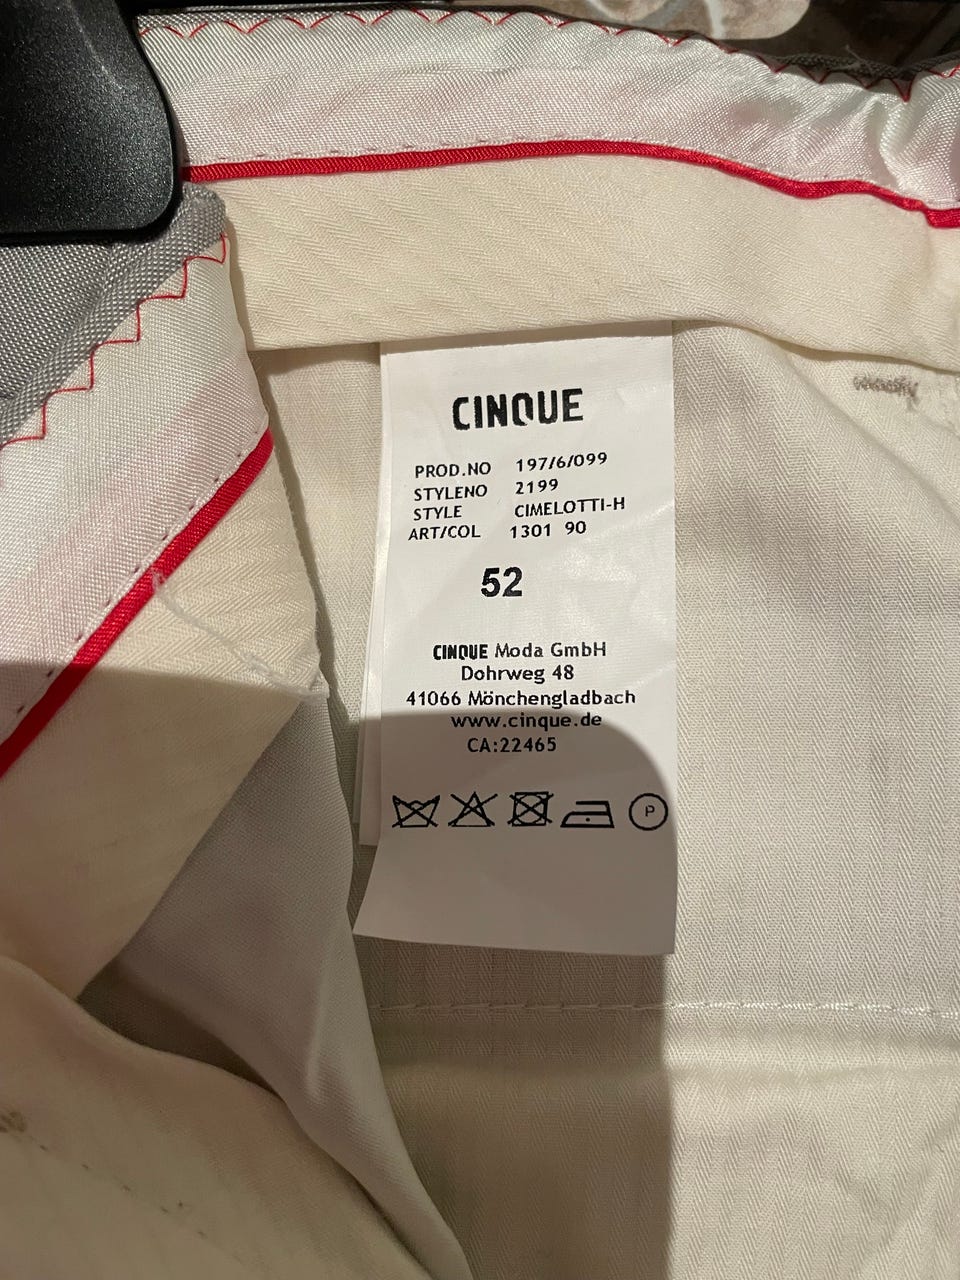 CINQUE
PROD.NO 197/6/099
STYLENO 2199
STYLE CIMELOTTI-H
ART/COL 1301 90
52
CINQUE Moda GmbH
Dohrweg 48
41066 Mönchengladbach
www.cinque.de
CA:22465
P